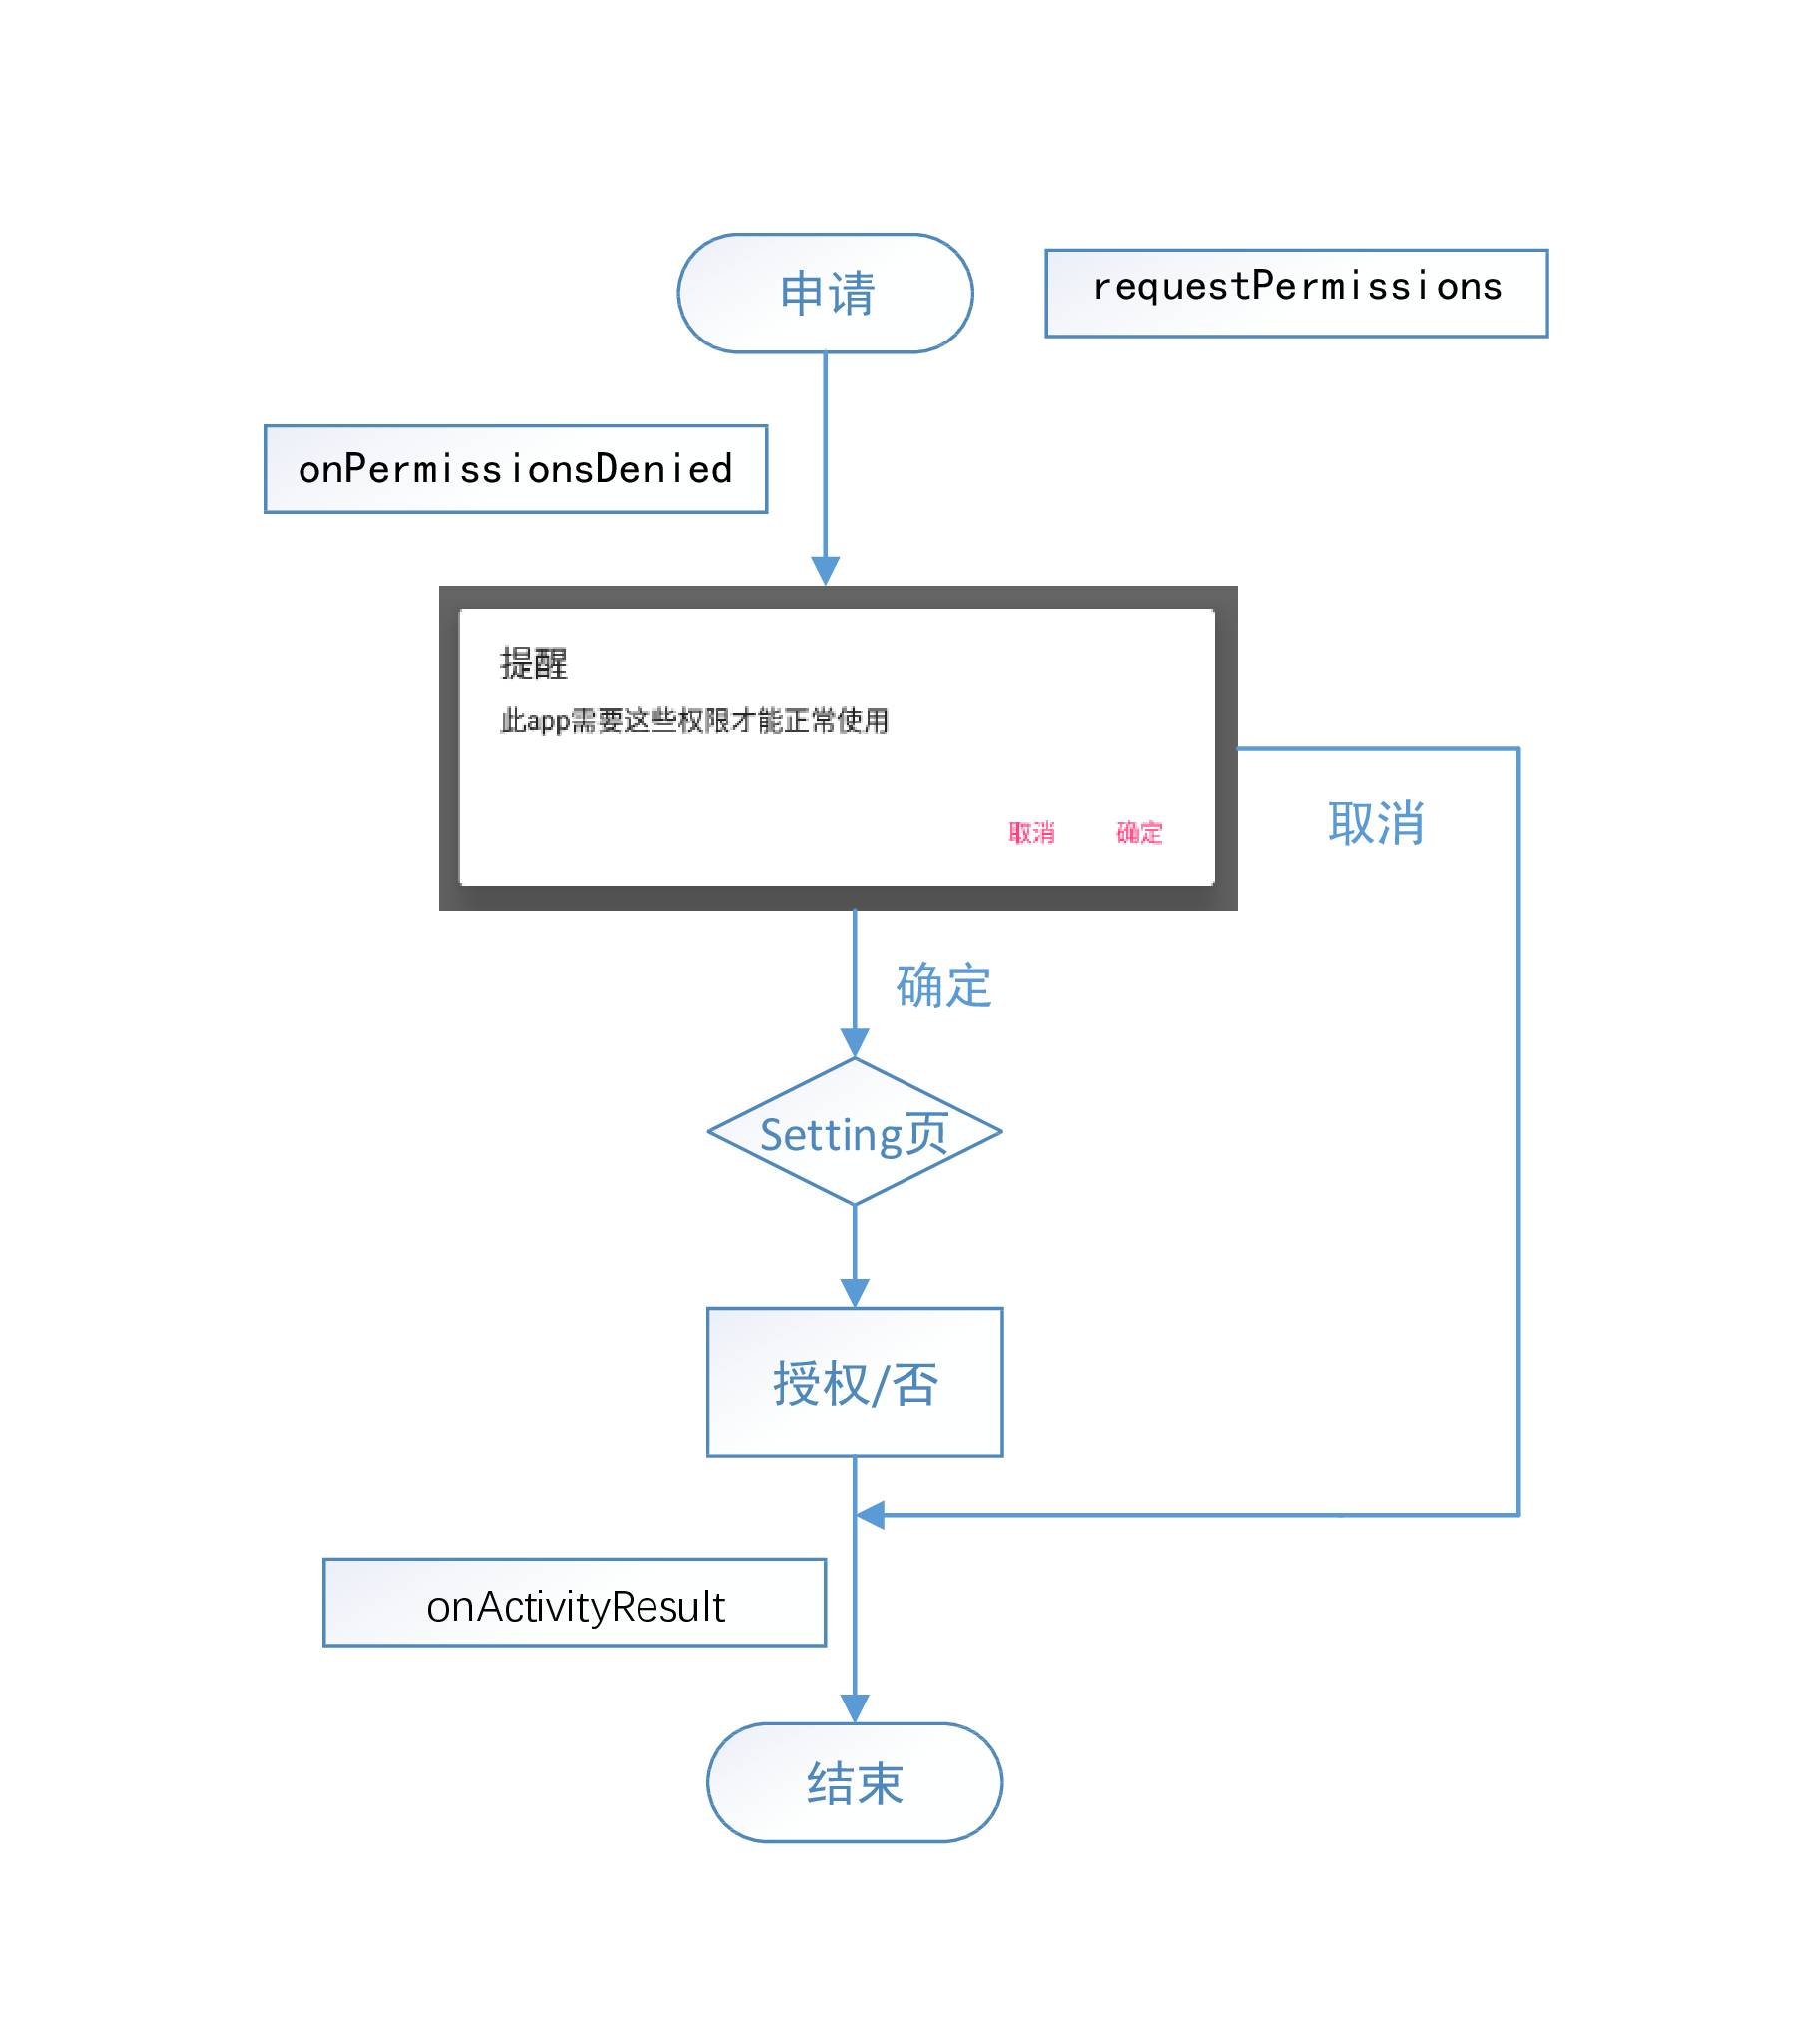 申请
requestPermissions
onPermissionsDenied
提醒
此app需要这些权限才能正常使用
取消
确定
取消
确定
Setting页
授权/否
onActivityResult
结束